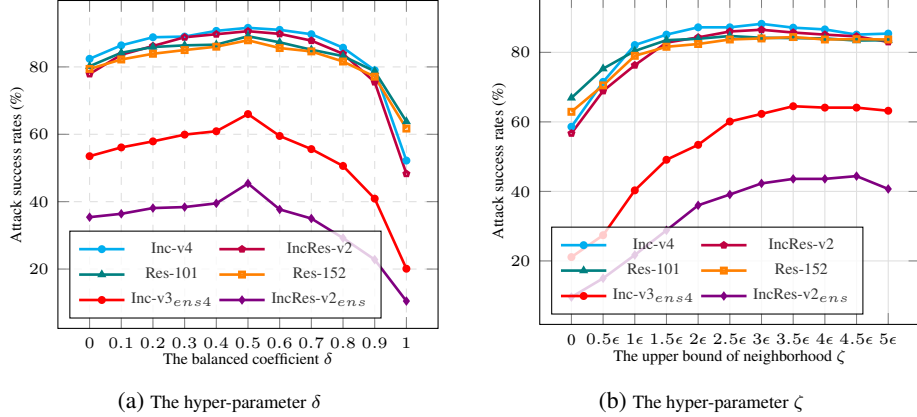 80
60
40
20
0 0.1 0.2 0.3 0.4 0.5 0.6 0.7 0.8 0.9 1
Attack success rates (%)
The balanced coefficient δ
Inc-v4 IncRes-v2
Res-101 Res-152
Inc-v3ens4 IncRes-v2ens
(a) The hyper-parameter δ
80
60
40
20
0 0.5ϵ 1ϵ 1.5ϵ 2ϵ 2.5ϵ 3ϵ 3.5ϵ 4ϵ 4.5ϵ 5ϵ
Attack success rates (%)
The upper bound of neighborhood ζ
Inc-v4 IncRes-v2
Res-101 Res-152
Inc-v3ens4 IncRes-v2ens
(b) The hyper-parameter ζ